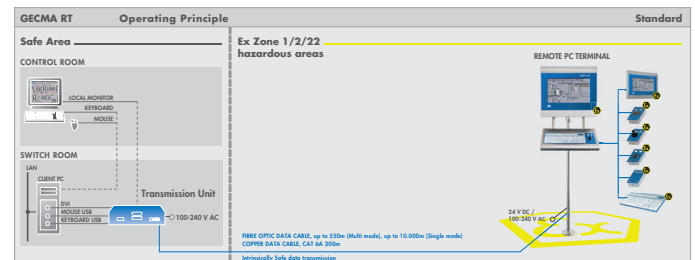 GECMA RT Operating Principle Standard
Safe Area
Ex Zone 1/2/22
hazardous areas
CONTROL ROOM
REMOTE PC TERMINAL
LOCAL MONITOR
KEYBOARD
MOUSE
SWITCH ROOM
LAN
CLIENT PC
Transmission Unit
DVI
MOUSE USB
KEYBOARD USB
100-240 V AC
24 V DC /
100-240 V AC
FIBRE OPTIC DATA CABLE, up to 550m (Multi mode), up to 10.000m (Single mode)
COPPER DATA CABLE, CAT 6A 300m
Intrinsically Safe data transmission